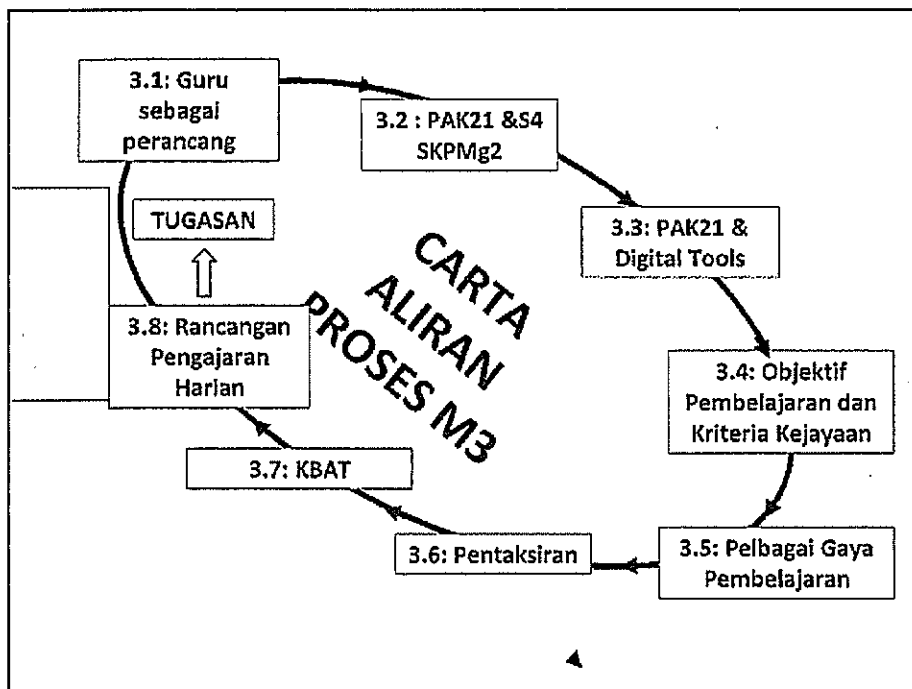 3.1: Guru
sebagai
perancang
3.2 : PAK21 &S4
SKPMg2
3.3: PAK21 &
Digital Tools
3.4: Objektif
Pembelajaran dan
Kriteria Kejayaan
3.5: Pelbagai Gaya
Pembelajaran
3.6: Pentaksiran
3.7: KBAT
3.8: Rancangan
Pengajaran
Harian
TUGASAN
CARTA
ALIRAN
PROSES M3